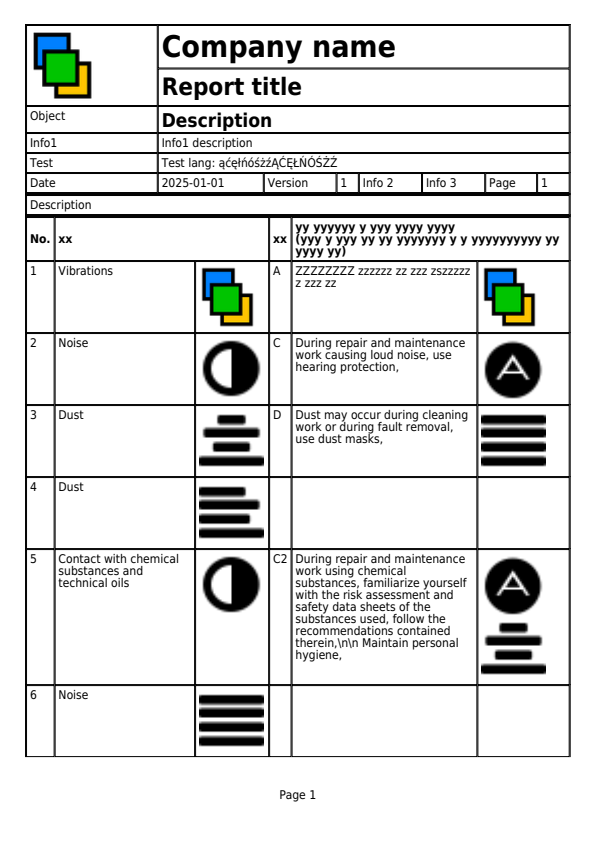 Company name
Report title
Object
Description
Info1
Info1 description
Test
Test lang: ąćęłńóśżźĄĆĘŁŃÓŚŻŹ
Date
2025-01-01
Version
1
Info 2
Info 3
Page
1
Description
No.
xx
xx
yy yyyyyy y yyy yyyy yyyy
(yyy y yyy yy yy yyyyyyy y y yyyyyyyyyy yy
yyyy yy)
1
Vibrations
A
ZZZZZZZZ zzzzzz zz zzz zszzzzz
z zzz zz
2
Noise
C
During repair and maintenance
work causing loud noise, use
hearing protection,
A
3
Dust
D
Dust may occur during cleaning
work or during fault removal,
use dust masks,
4
Dust
5
Contact with chemical
substances and
technical oils
C2
During repair and maintenance
work using chemical
substances, familiarize yourself
with the risk assessment and
safety data sheets of the
substances used, follow the
recommendations contained
therein,\n\n Maintain personal
hygiene,
A
6
Noise
Page 1